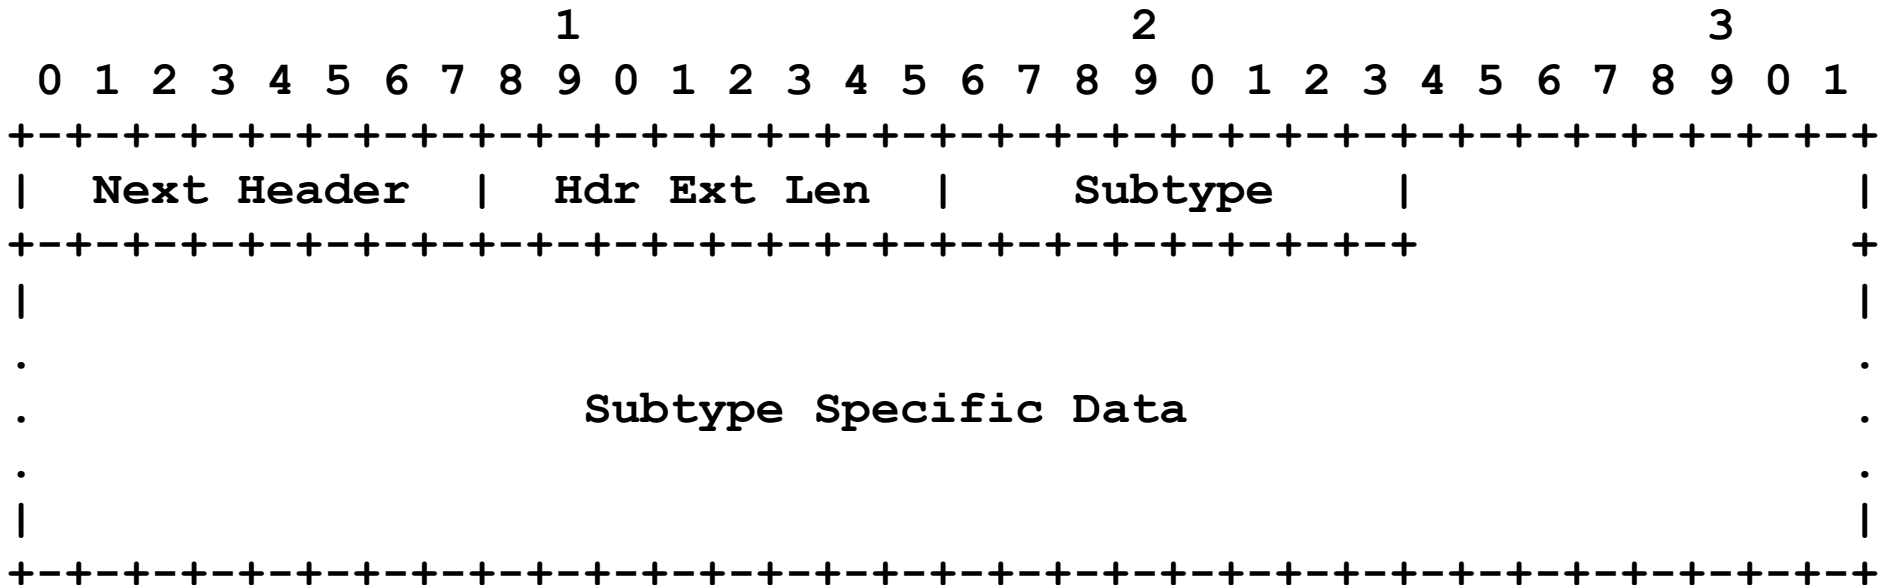 1                   2                   3
 0 1 2 3 4 5 6 7 8 9 0 1 2 3 4 5 6 7 8 9 0 1 2 3 4 5 6 7 8 9 0 1
+-+-+-+-+-+-+-+-+-+-+-+-+-+-+-+-+-+-+-+-+-+-+-+-+-+-+-+-+-+-+-+-+
|  Next Header  |  Hdr Ext Len  |    Subtype    |               |
+-+-+-+-+-+-+-+-+-+-+-+-+-+-+-+-+-+-+-+-+-+-+-+-+               +
|                                                               |
.                                                               .
.                   Subtype Specific Data                       .
.                                                               .
|                                                               |
+-+-+-+-+-+-+-+-+-+-+-+-+-+-+-+-+-+-+-+-+-+-+-+-+-+-+-+-+-+-+-+-+